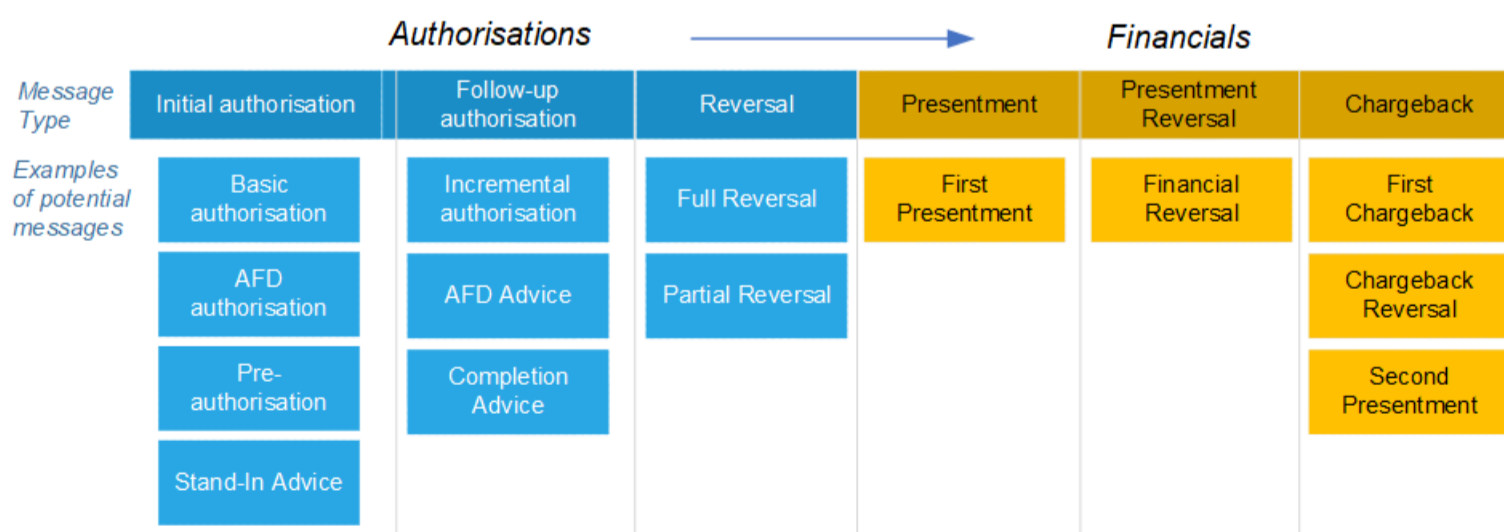 Authorisations
Financials
Message
Type
Initial authorisation
Follow-up
authorisation
Reversal
Presentment
Presentment
Reversal
Chargeback
Examples
of potential
messages
Basic
authorisation
Incremental
authorisation
Full Reversal
First
Presentment
Financial
Reversal
First
Chargeback
AFD
authorisation
AFD Advice
Partial Reversal
Chargeback
Reversal
Pre-
authorisation
Completion
Advice
Second
Presentment
Stand-In Advice